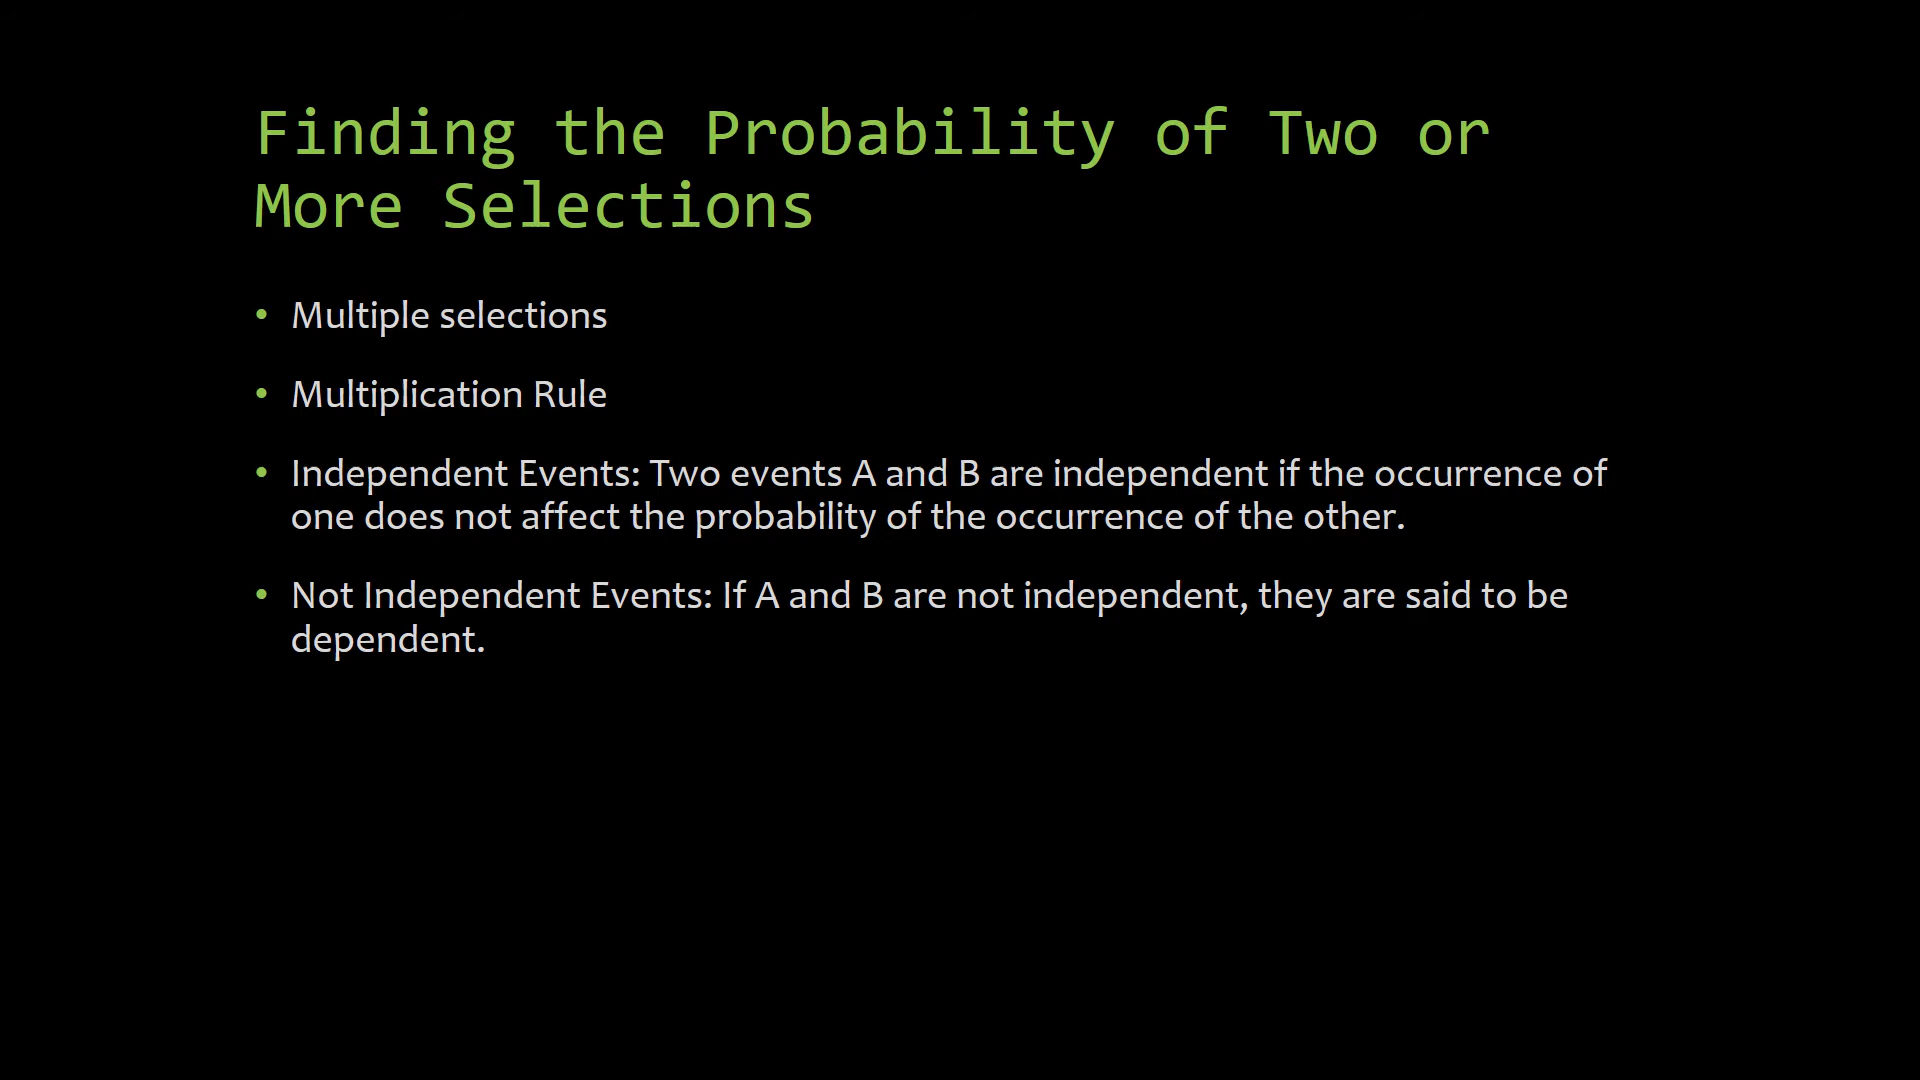 Finding the Probability of Two or
More Selections
• Multiple selections
• Multiplication Rule
• Independent Events: Two events A and B are independent if the occurrence of
one does not affect the probability of the occurrence of the other.
• Not Independent Events: If A and B are not independent, they are said to be
dependent.